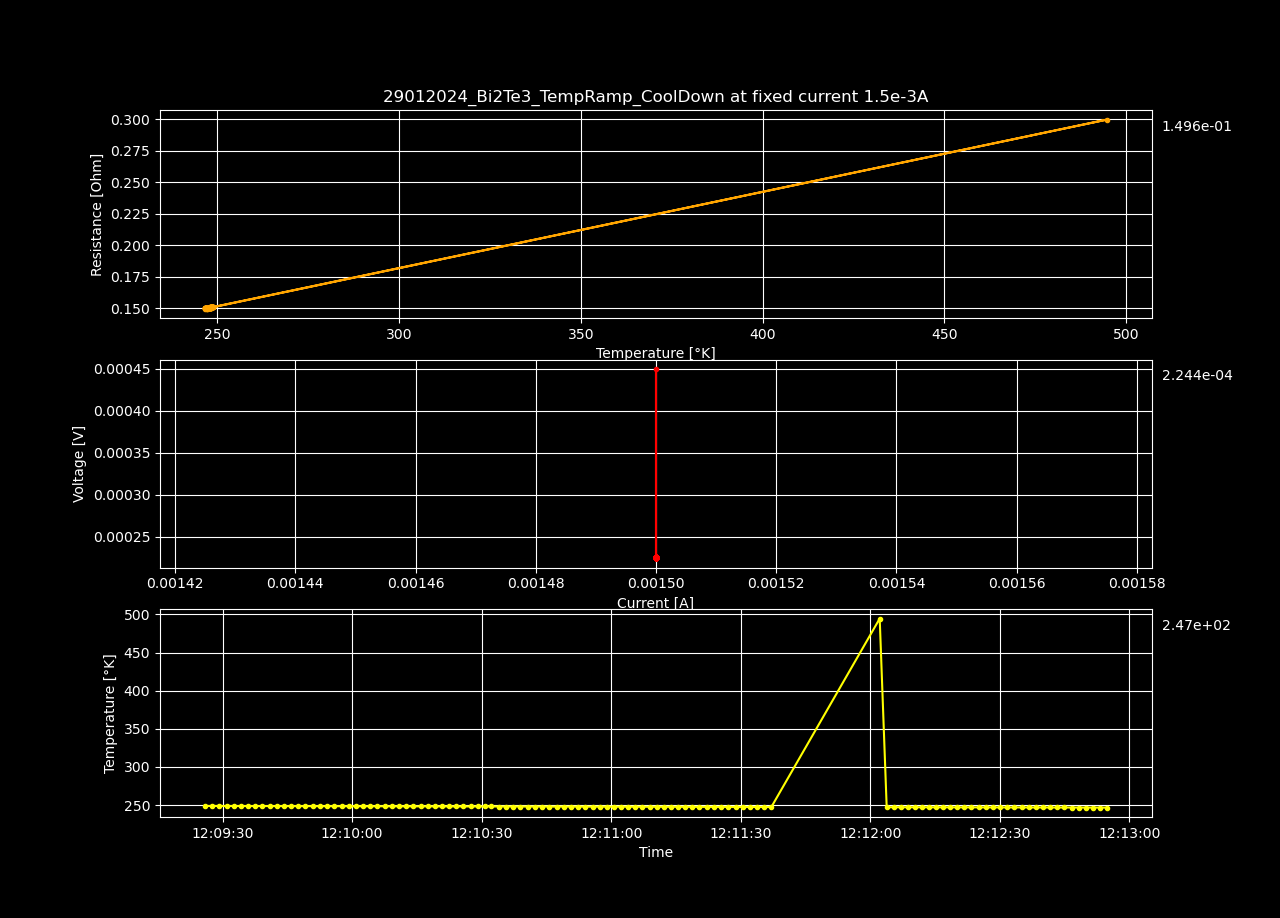 29012024_Bi2Te3_TempRamp_CoolDown at fixed current 1.5e-3A
0.300
0.275
0.250
0.225
0.200
0.175
0.150
Resistance [Ohm]
1.496e-01
250 300 350 400 450 500
Temperature [°K]
0.00045
0.00040
0.00035
0.00030
0.00025
Voltage [V]
2.244e-04
0.00142 0.00144 0.00146 0.00148 0.00150 0.00152 0.00154 0.00156 0.00158
Current [A]
500
450
400
350
300
250
Temperature [°K]
2.47e+02
12:09:30 12:10:00 12:10:30 12:11:00 12:11:30 12:12:00 12:12:30 12:13:00
Time